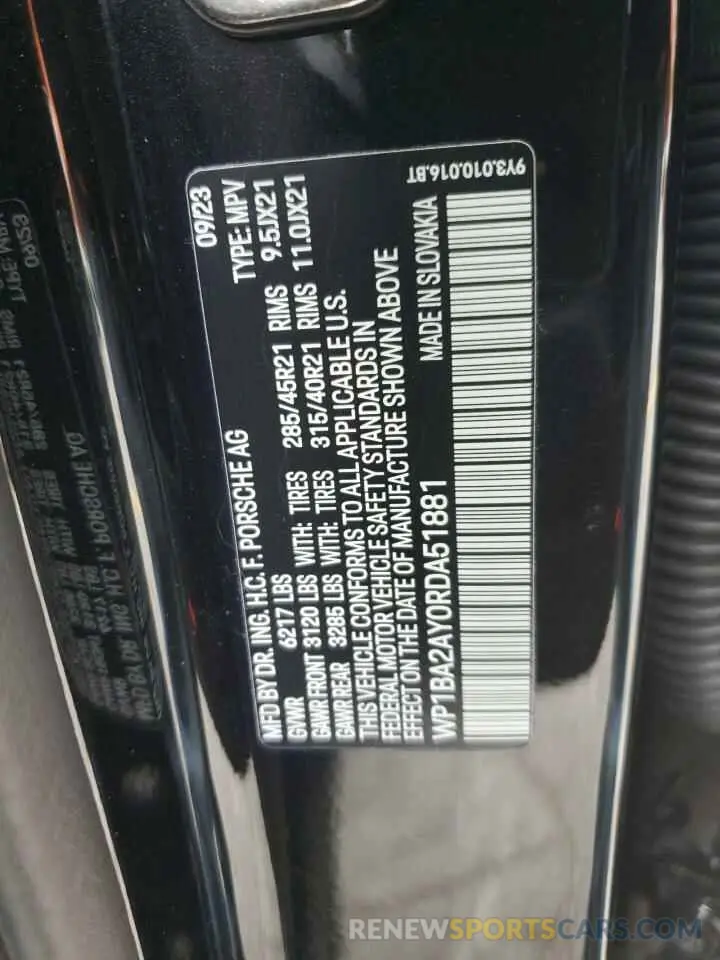 MFD BY DR. ING. H.C. F. PORSCHE AG 09/23
GVWR 6217 LBS TYPE: MPV
GAWR FRONT 3120 LBS WITH: TIRES 285/45R21 RIMS 9.5JX21
GAWR REAR 3285 LBS WITH: TIRES 315/40R21 RIMS 11.0JX21
THIS VEHICLE CONFORMS TO ALL APPLICABLE U.S.
FEDERAL MOTOR VEHICLE SAFETY STANDARDS IN
EFFECT ON THE DATE OF MANUFACTURE SHOWN ABOVE
WP1BA2AY0RDA51881 MADE IN SLOVAKIA
9Y3.010.016.BT
RENEWSPORTSCARS.COM